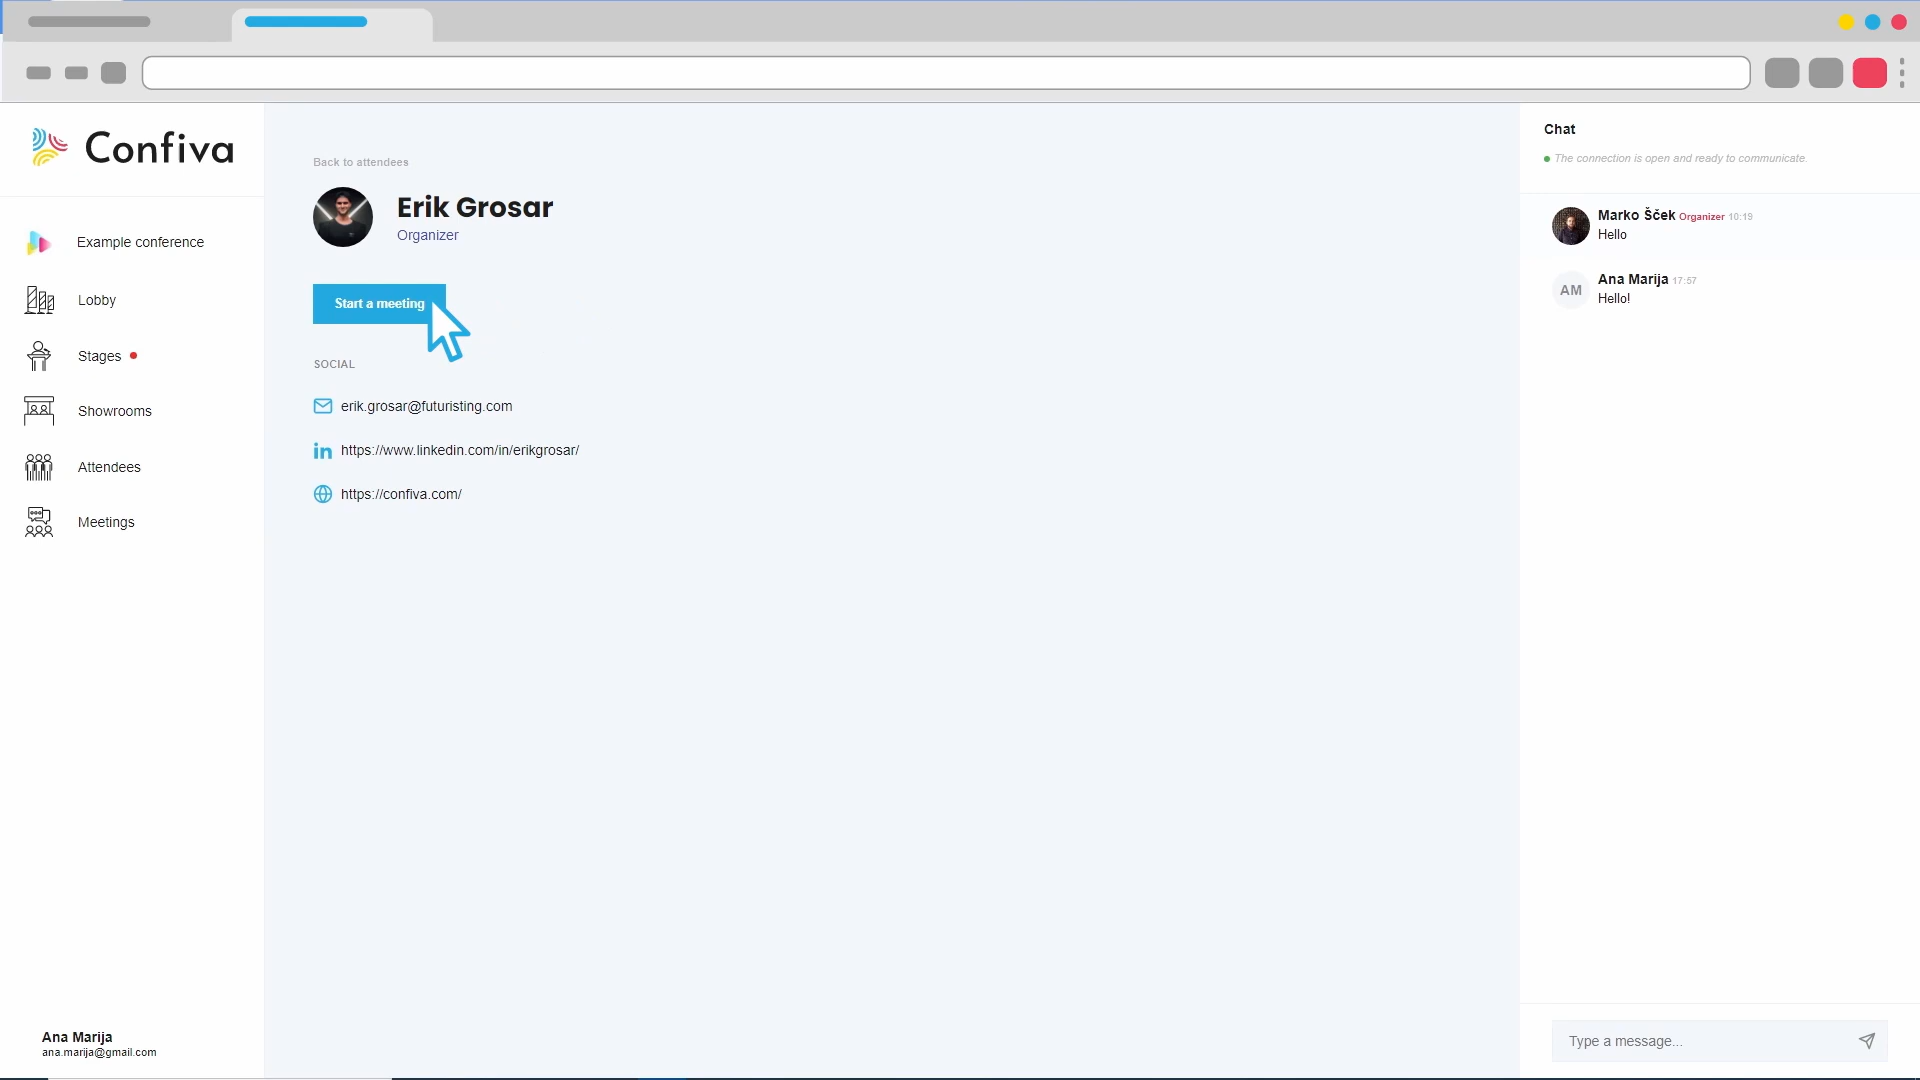 Confiva
Example conference
Lobby
Stages
Showrooms
Attendees
Meetings
Ana Marija
ana.marija@gmail.com
Back to attendees
Erik Grosar
Organizer
Start a meeting
SOCIAL
erik.grosar@futuristing.com
https://www.linkedin.com/in/erikgrosar/
https://confiva.com/
Chat
The connection is open and ready to communicate.
Marko Šček Organizer 10:19
Hello
AM
Ana Marija 17:57
Hello!
Type a message...